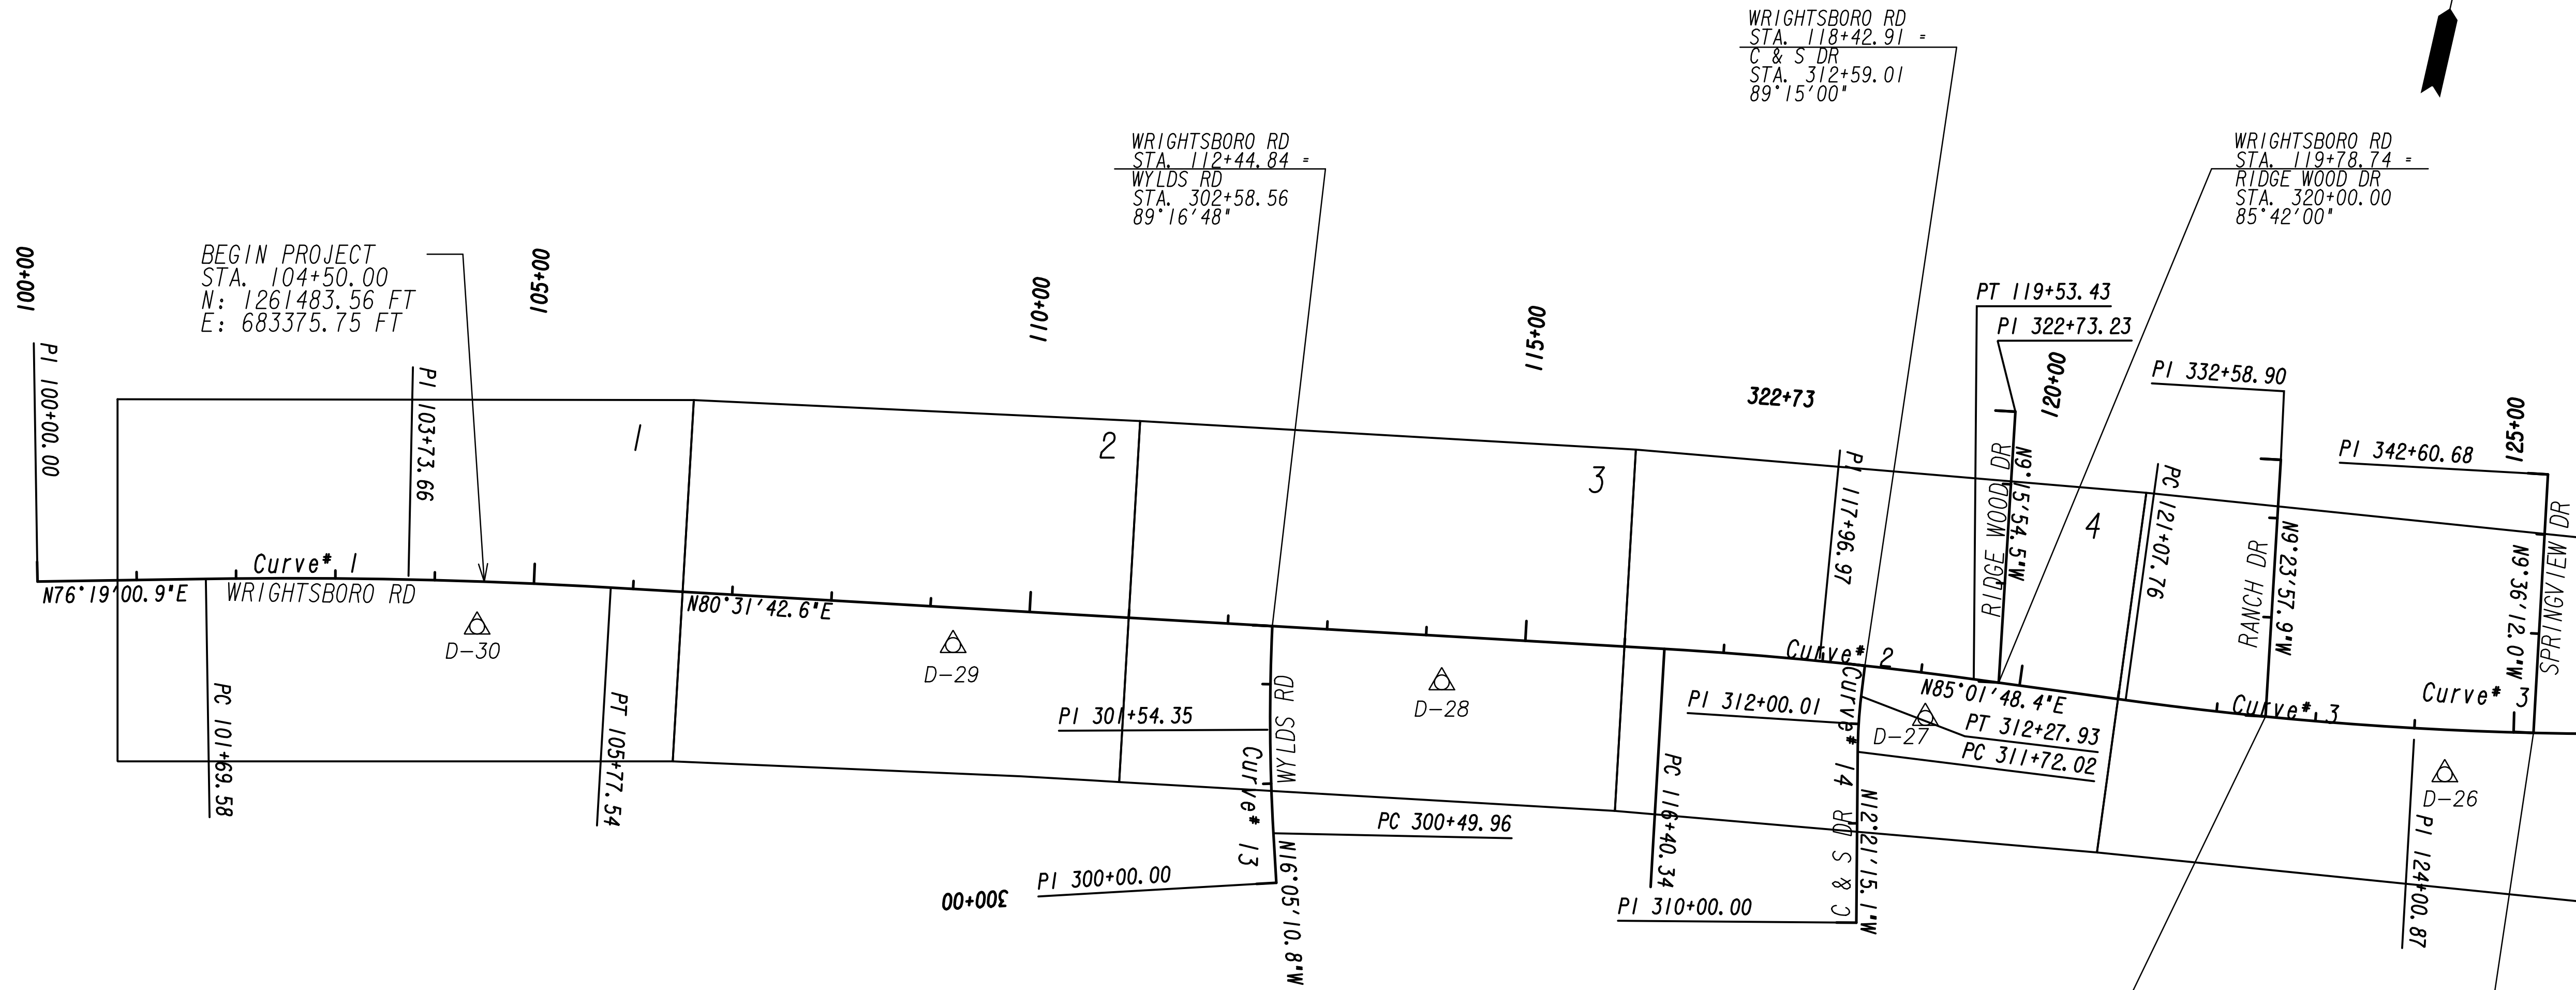 WRIGHTSBORO RD
STA. 118+42.91 =
C & S DR
STA. 312+59.01
89°15'00"
WRIGHTSBORO RD
STA. 112+44.84 =
WYLDS RD
STA. 302+58.56
89°16'48"
WRIGHTSBORO RD
STA. 119+78.74 =
RIDGE WOOD DR
STA. 320+00.00
85°42'00"
BEGIN PROJECT
STA. 104+50.00
N: 1261483.56 FT
E: 683375.75 FT
100+00
105+00
110+00
115+00
322+73
120+00
125+00
PT 119+53.43
PI 322+73.23
PI 332+58.90
PI 342+60.68
PI 100+00.00
PI 103+73.66
1
2
3
4
PI 117+96.97
RIDGE WOOD DR
N9°15'54.5"W
PC 121+07.76
RANCH DR
N9°23'57.9"W
N9°36'12.0"W
SPRINGVIEW DR
Curve# 1
N76°19'00.9"E
WRIGHTSBORO RD
N80°31'42.6"E
D-30
D-29
D-28
D-27
D-26
Curve# 2
N85°01'48.4"E
Curve# 3
Curve# 3
PC 101+69.58
PT 105+77.54
PI 301+54.35
WYLDS RD
Curve# 13
PC 300+49.96
PI 300+00.00
300+00
N16°05'10.8"W
PC 116+40.34
PI 312+00.01
Curve# 14
PT 312+27.93
PC 311+72.02
C & S DR
N12°21'15.1"W
PI 310+00.00
PI 124+00.87